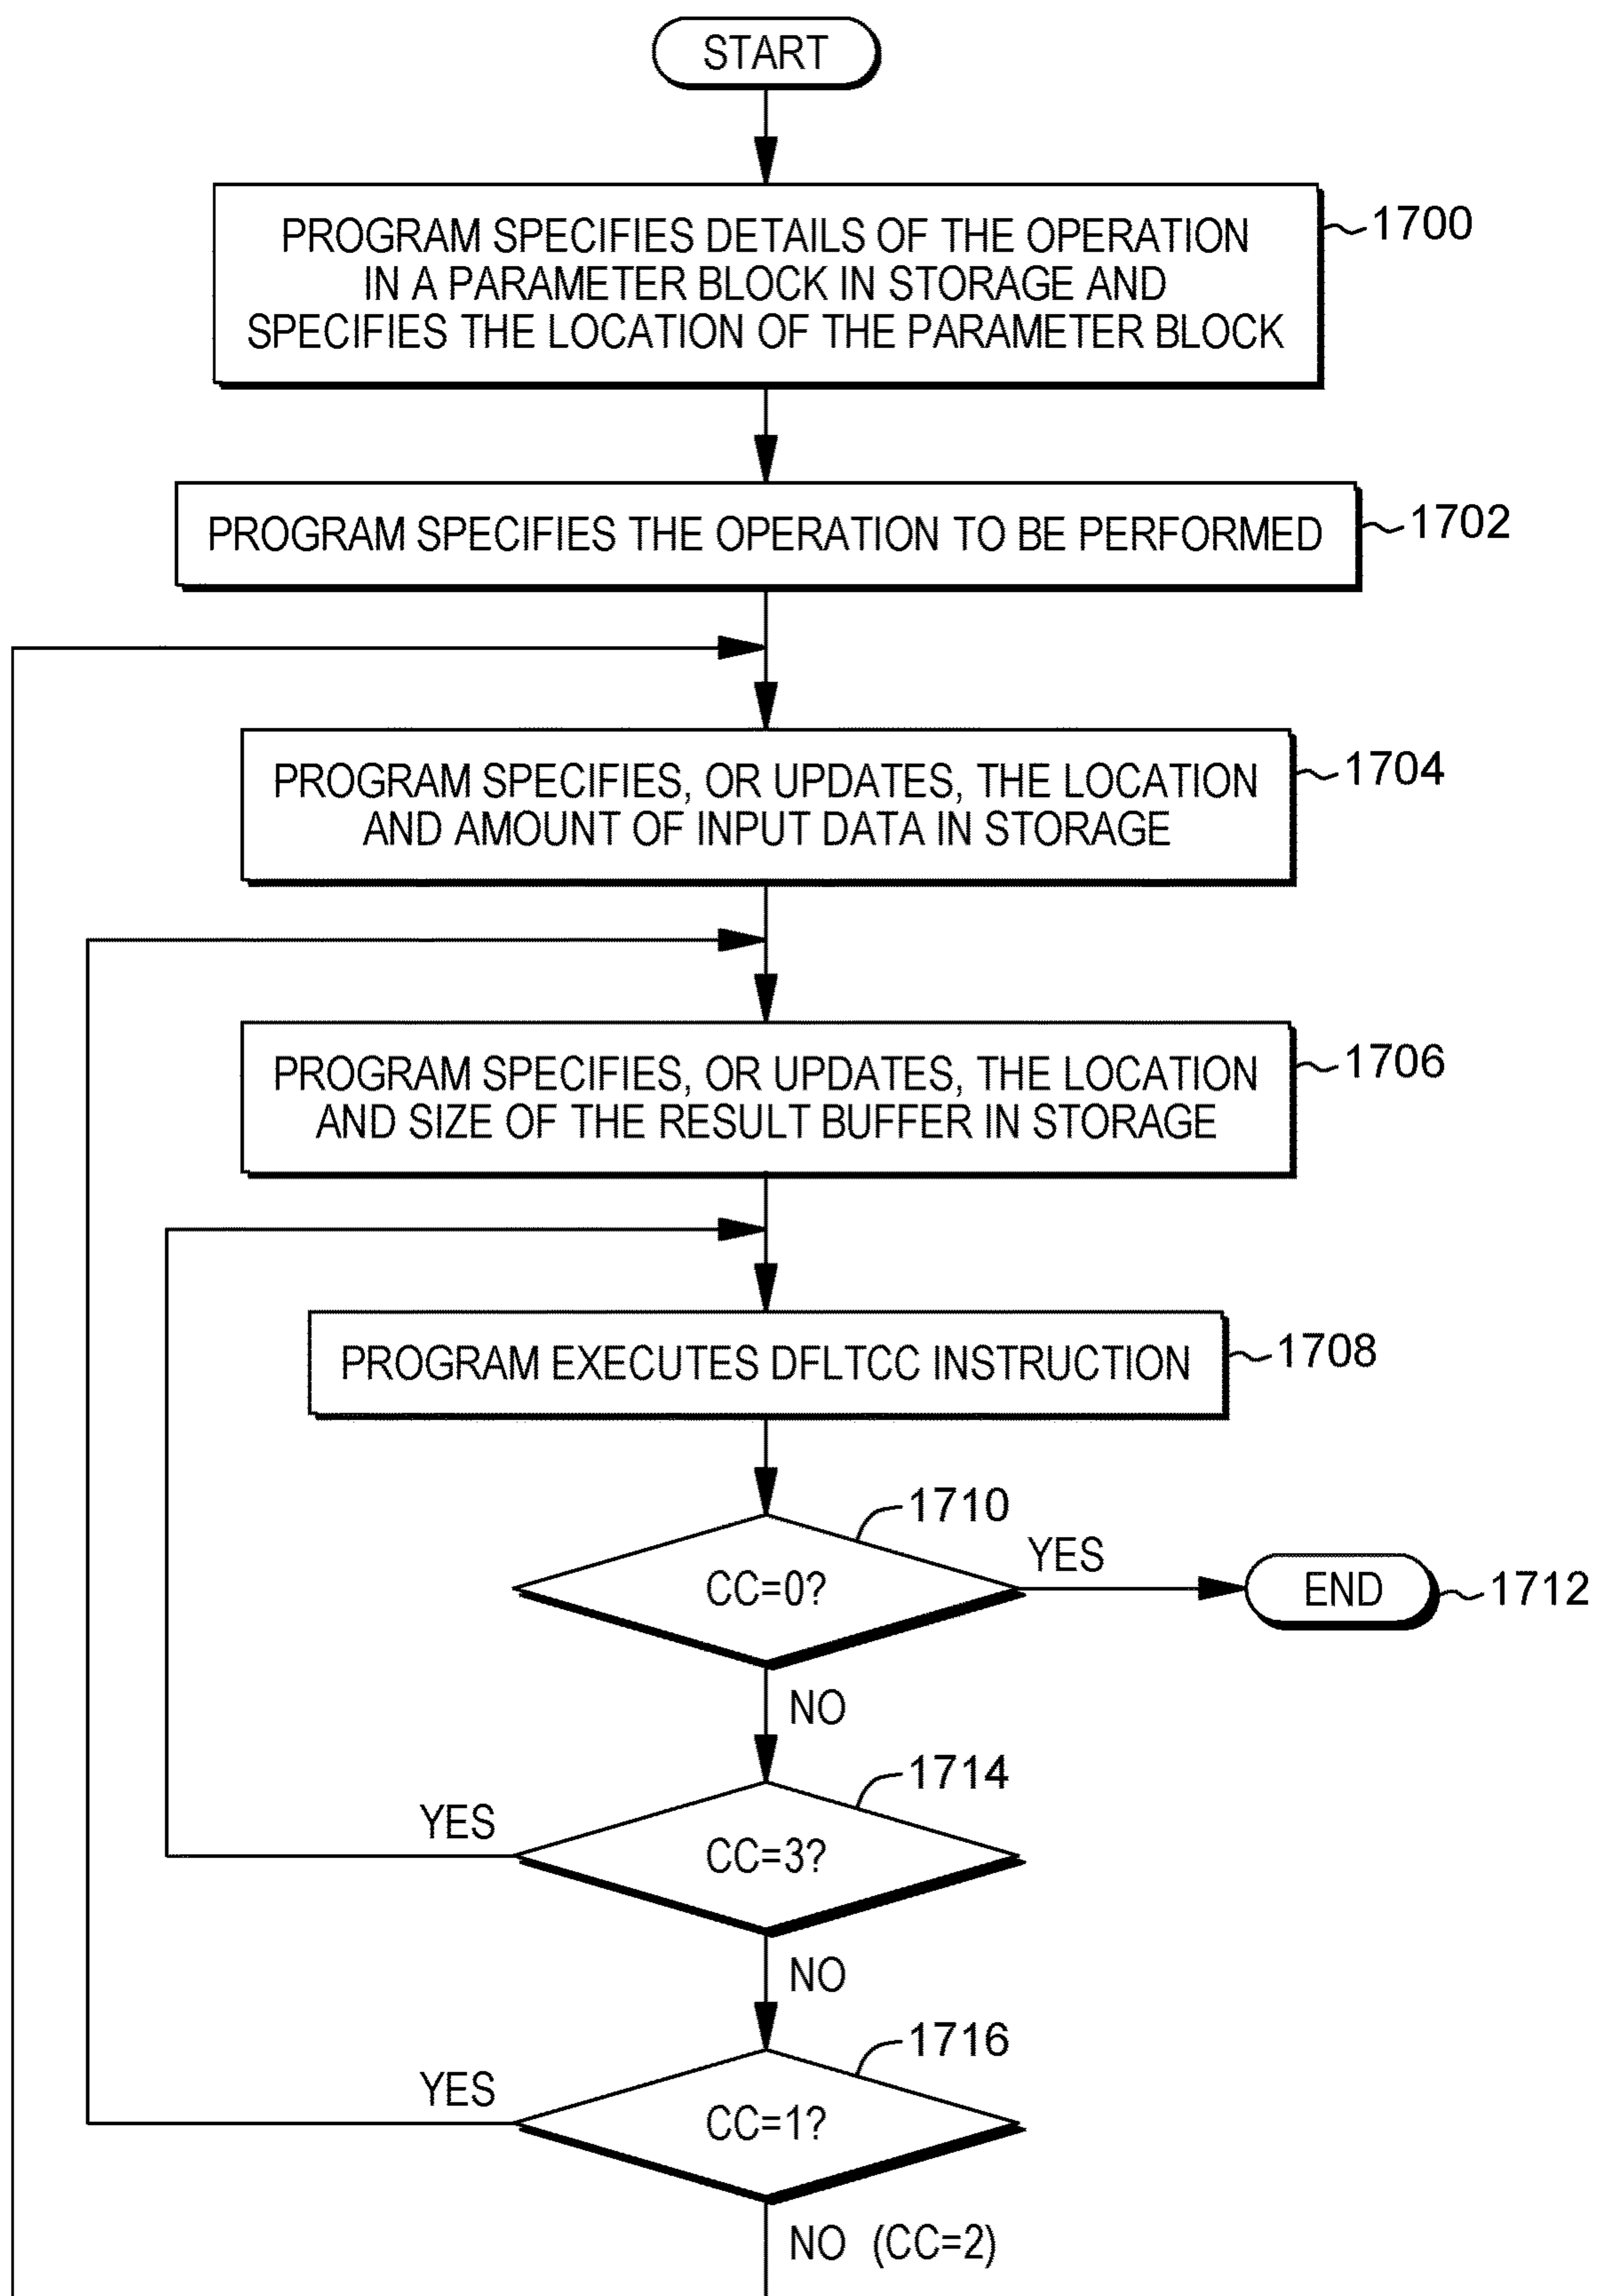 START
PROGRAM SPECIFIES DETAILS OF THE OPERATION
IN A PARAMETER BLOCK IN STORAGE AND
SPECIFIES THE LOCATION OF THE PARAMETER BLOCK
1700
PROGRAM SPECIFIES THE OPERATION TO BE PERFORMED
1702
PROGRAM SPECIFIES, OR UPDATES, THE LOCATION
AND AMOUNT OF INPUT DATA IN STORAGE
1704
PROGRAM SPECIFIES, OR UPDATES, THE LOCATION
AND SIZE OF THE RESULT BUFFER IN STORAGE
1706
PROGRAM EXECUTES DFLTCC INSTRUCTION
1708
1710
CC=0?
YES
END
1712
NO
1714
YES
CC=3?
NO
1716
YES
CC=1?
NO (CC=2)